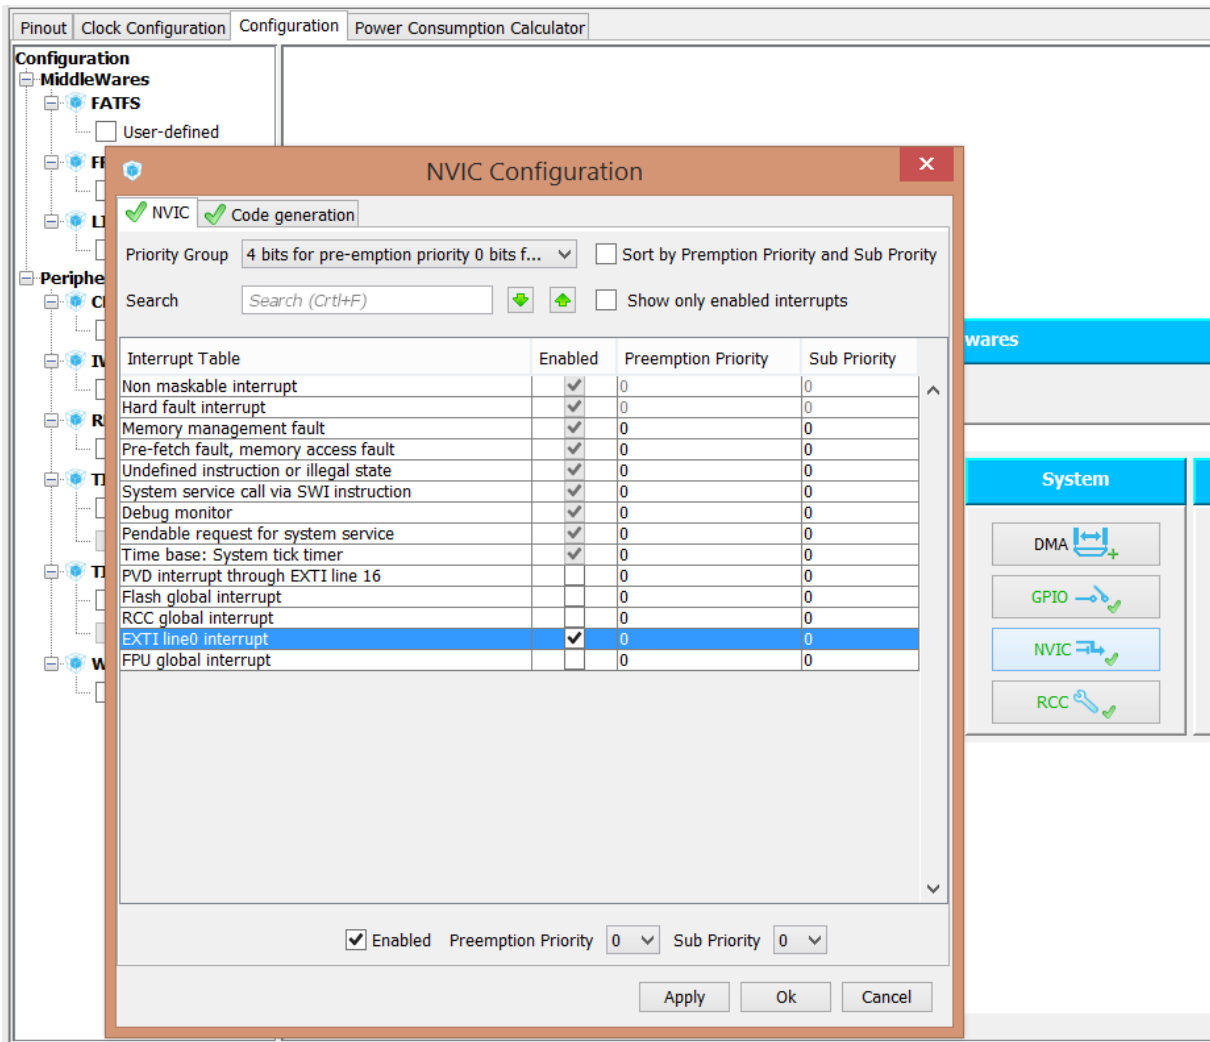 Pinout Clock Configuration Configuration Power Consumption Calculator
Configuration
MiddleWares
FATFS
User-defined
NVIC Configuration
NVIC Code generation
Priority Group 4 bits for pre-emption priority 0 bits f... Sort by Premption Priority and Sub Prority
Periphe
Search Search (Crtl+F) Show only enabled interrupts
wares
Interrupt Table Enabled Preemption Priority Sub Priority
Non maskable interrupt 0 0
Hard fault interrupt 0 0
Memory management fault 0 0
Pre-fetch fault, memory access fault 0 0
Undefined instruction or illegal state 0 0
System service call via SWI instruction 0 0
Debug monitor 0 0
Pendable request for system service 0 0
Time base: System tick timer 0 0
PVD interrupt through EXTI line 16 0 0
Flash global interrupt 0 0
RCC global interrupt 0 0
EXTI line0 interrupt 0 0
FPU global interrupt 0 0
System
DMA
GPIO
NVIC
RCC
Enabled Preemption Priority 0 Sub Priority 0
Apply Ok Cancel